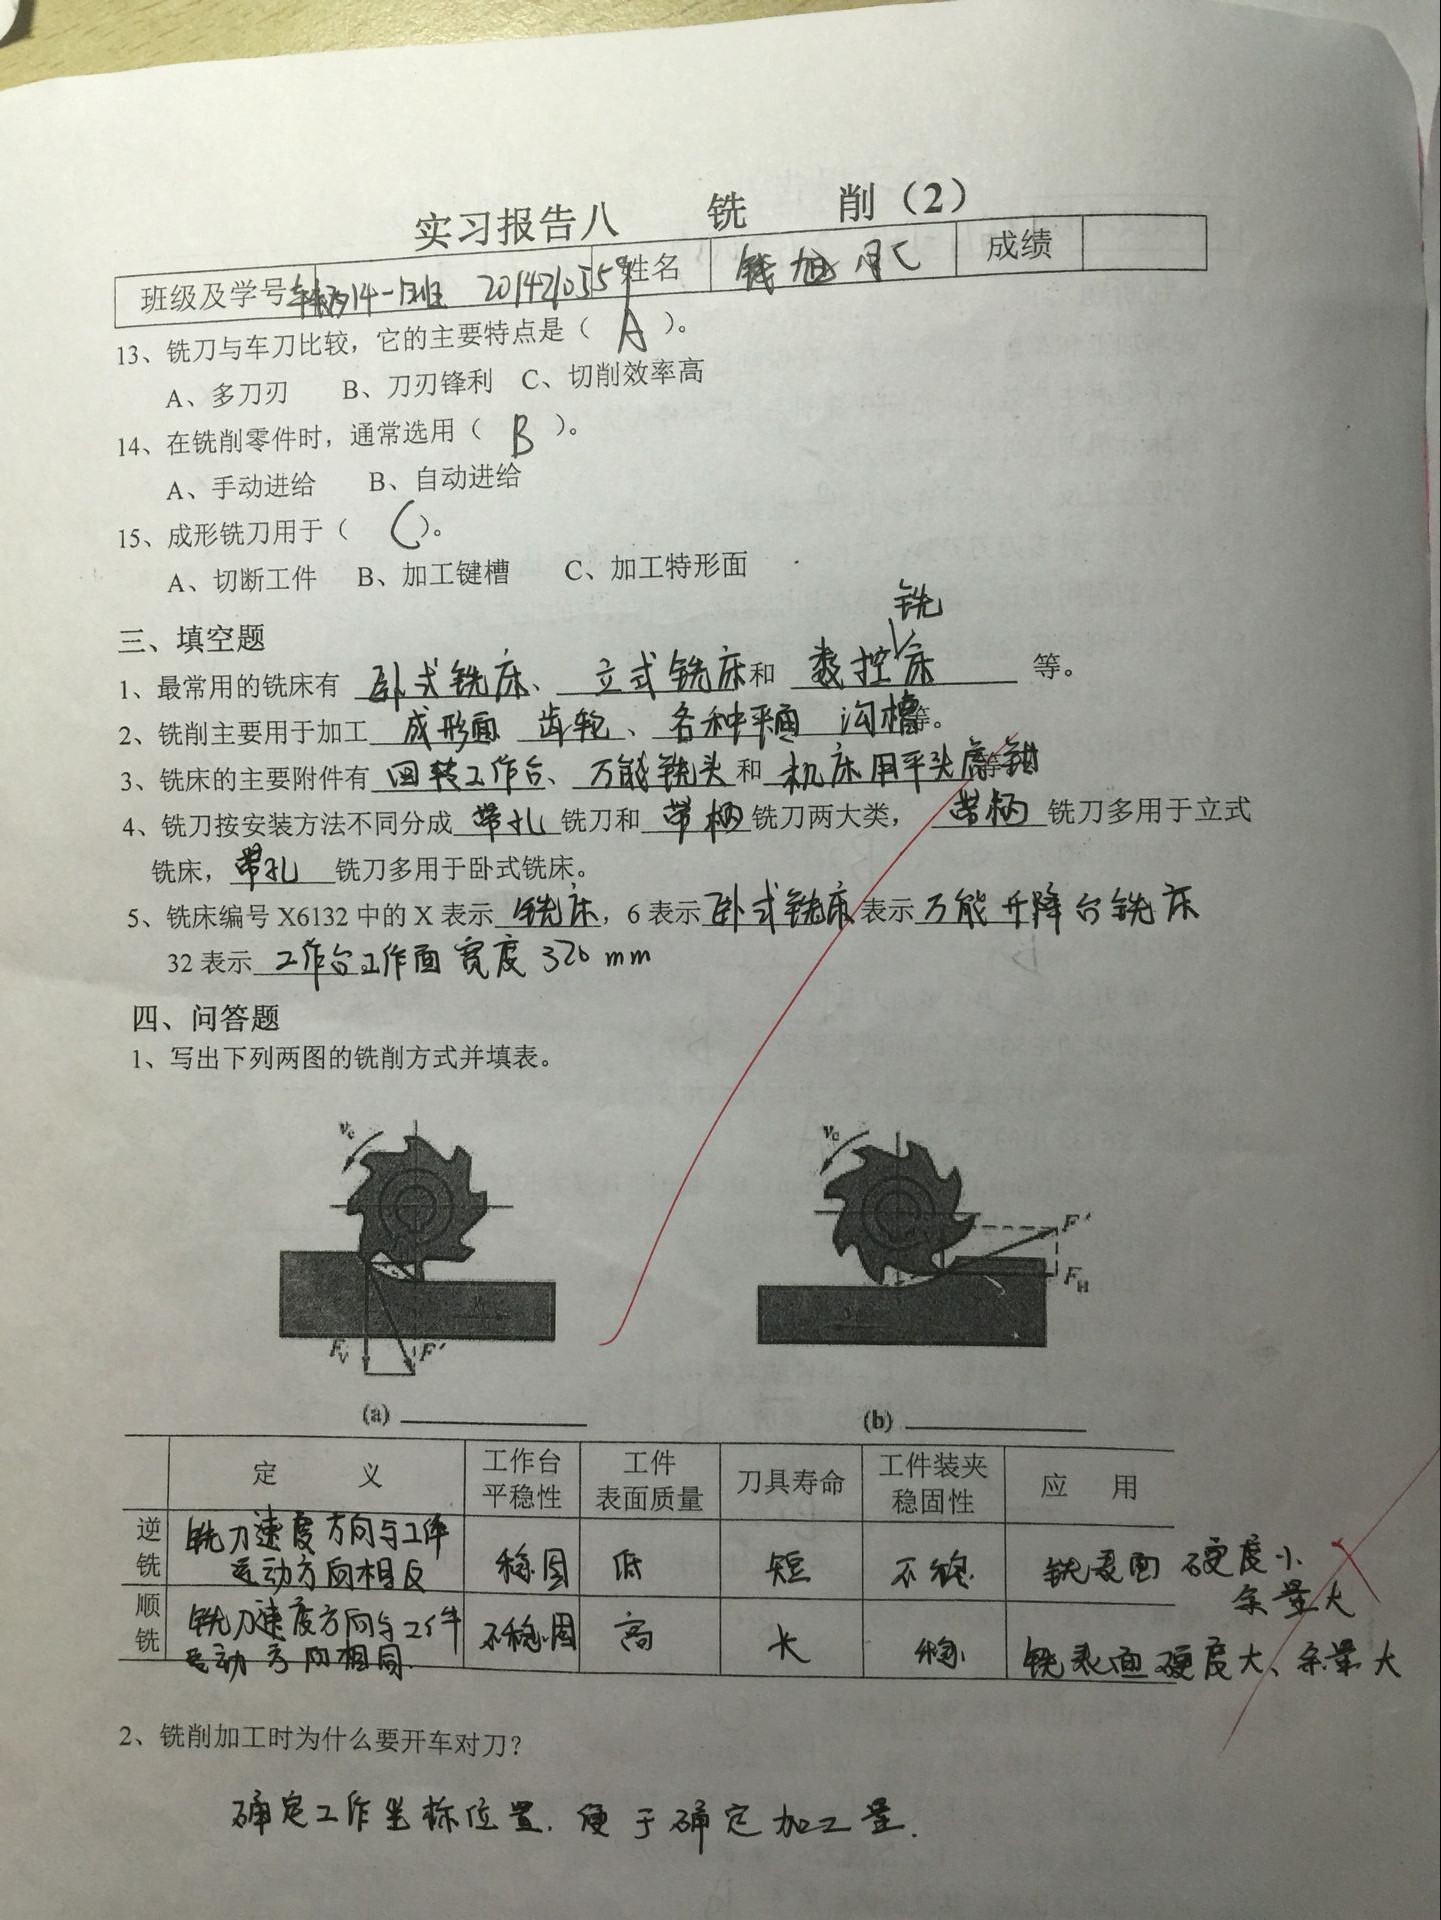 实习报告八 铣 削（2）
班级及学号 车辆14-1班 2014210559 姓名 钱旭 成绩
13、铣刀与车刀比较，它的主要特点是（ A ）。
A、多刀刃 B、刀刃锋利 C、切削效率高
14、在铣削零件时，通常选用（ B ）。
A、手动进给 B、自动进给
15、成形铣刀用于（ C ）。
A、切断工件 B、加工键槽 C、加工特形面
三、填空题
1、最常用的铣床有 卧式铣床、 立式铣床和 数控铣床 等。
2、铣削主要用于加工 成形面 齿轮、各种平面 沟槽等。
3、铣床的主要附件有 回转工作台、万能铣头和 机床用平头虎钳等
4、铣刀按安装方法不同分成 带孔 铣刀和 带柄 铣刀两大类， 带柄 铣刀多用于立式
铣床，带孔 铣刀多用于卧式铣床。
5、铣床编号 X6132 中的 X 表示 铣床，6 表示 卧式铣床 表示 万能升降台铣床
32 表示 工作台工作面宽度 320 mm
四、问答题
1、写出下列两图的铣削方式并填表。
vc vc
F′
FH
Fv F′
(a) (b)
定 义 工作台平稳性 工件表面质量 刀具寿命 工件装夹稳固性 应 用
逆铣 铣刀速度方向与工件运动方向相反 稳固 低 短 不稳 铣表面 硬度小 余量大
顺铣 铣刀速度方向与工件运动方向相同. 不稳固 高 长 稳. 铣表面硬度大、余量大
2、铣削加工时为什么要开车对刀？
确定工作坐标位置. 便于确定加工量.